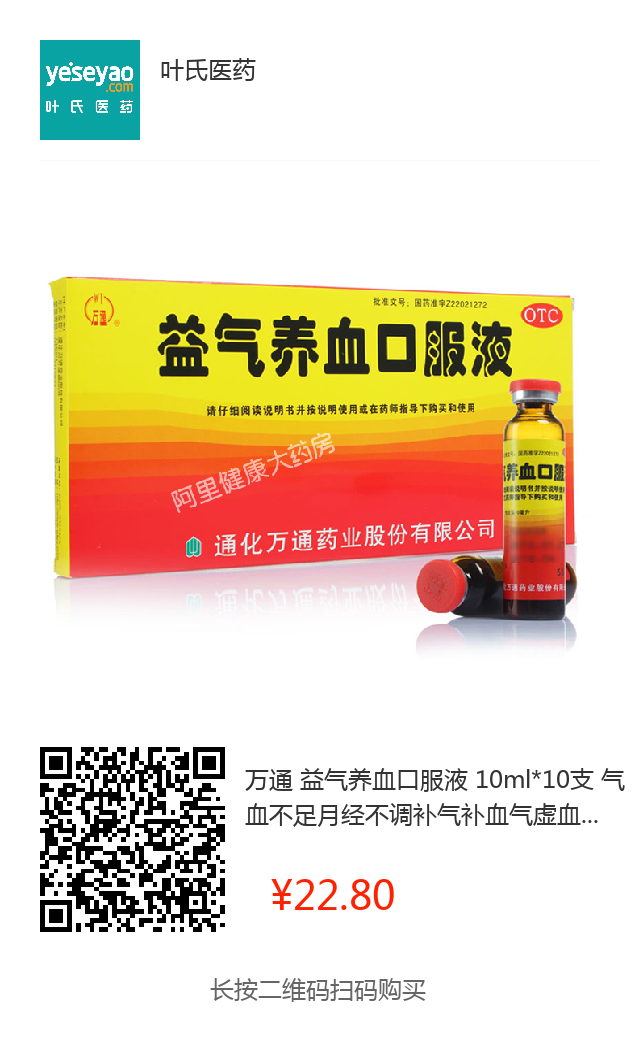 yeseyao
.com
叶氏医药
叶氏医药
批准文号：国药准字Z22021272
WT
万通
®
OTC
益气养血口服液
请仔细阅读说明书并按说明使用或在药师指导下购买和使用
阿里健康大药房
通化万通药业股份有限公司
养血口服
万通 益气养血口服液 10ml*10支 气
血不足月经不调补气补血气虚血...
¥22.80
长按二维码扫码购买